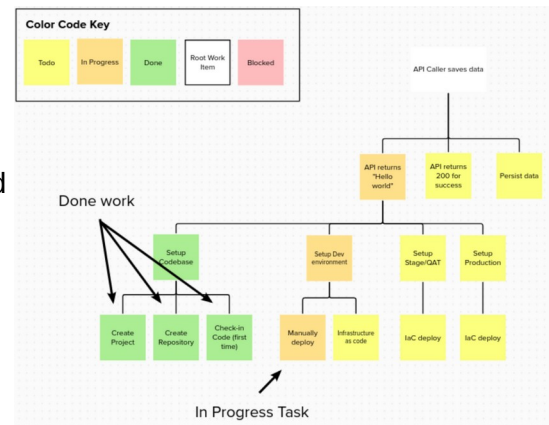 Color Code Key
Todo
In Progress
Done
Root Work
Item
Blocked
API Caller saves data
API returns
"Hello
world"
API returns
200 for
success
Persist data
Done work
Setup
Codebase
Setup Dev
environment
Setup
Stage/QAT
Setup
Production
Create
Project
Create
Repository
Check-in
Code (first
time)
Manually
deploy
Infrastructure
as code
IaC deploy
IaC deploy
In Progress Task